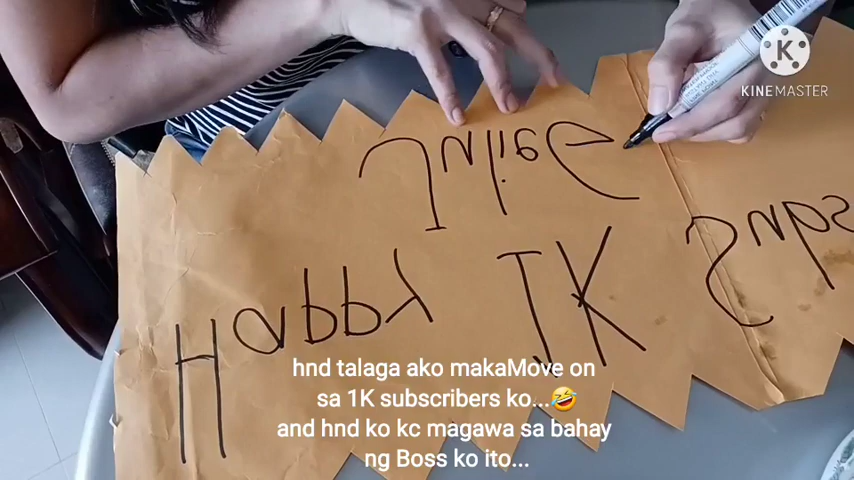 KINEMASTER
Juliae
Happy 1K Subs
hnd talaga ako makaMove on
sa 1K subscribers ko...🤣
and hnd ko kc magawa sa bahay
ng Boss ko ito...